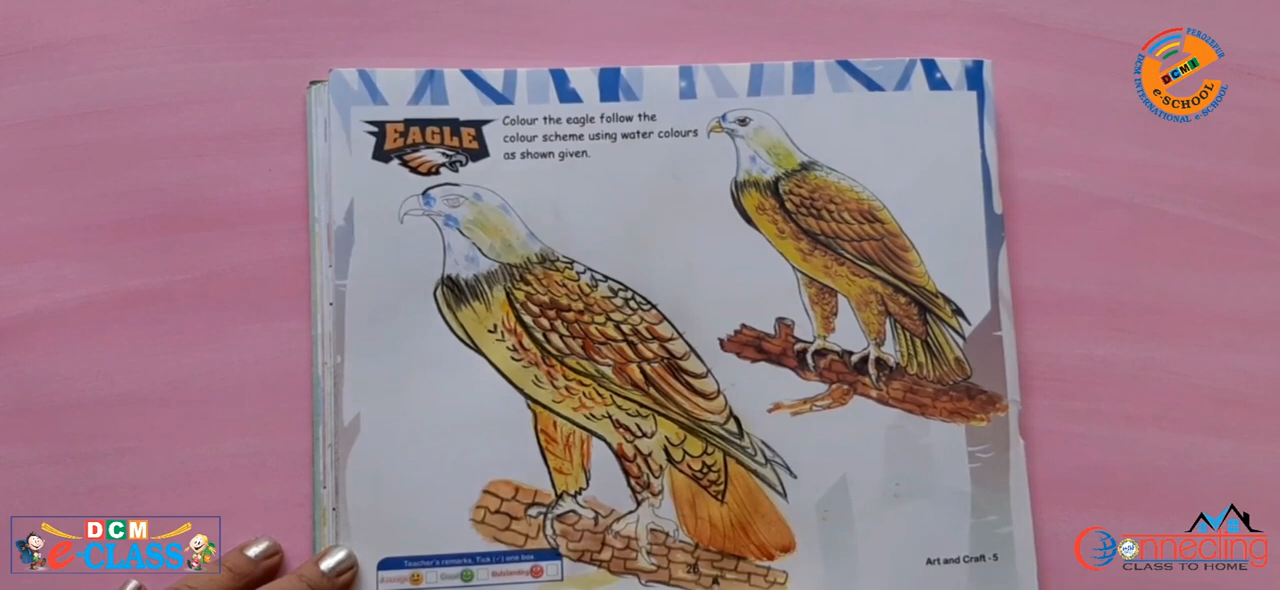 FEROZEPUR
DCMI
e-SCHOOL
DCM INTERNATIONAL e-SCHOOL
EAGLE
Colour the eagle follow the
colour scheme using water colours
as shown given.
DCM
e-CLASS
Teacher's remarks, Tick (✓) one box
Average Good Outstanding
Art and Craft - 5
Connecting
CLASS TO HOME